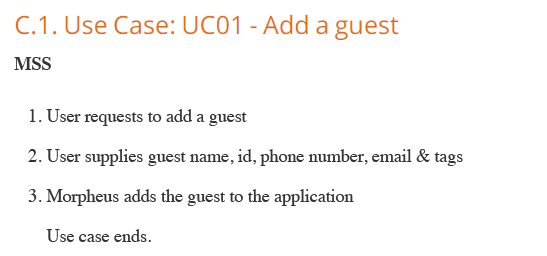 C.1. Use Case: UC01 - Add a guest
MSS
1. User requests to add a guest
2. User supplies guest name, id, phone number, email & tags
3. Morpheus adds the guest to the application
Use case ends.